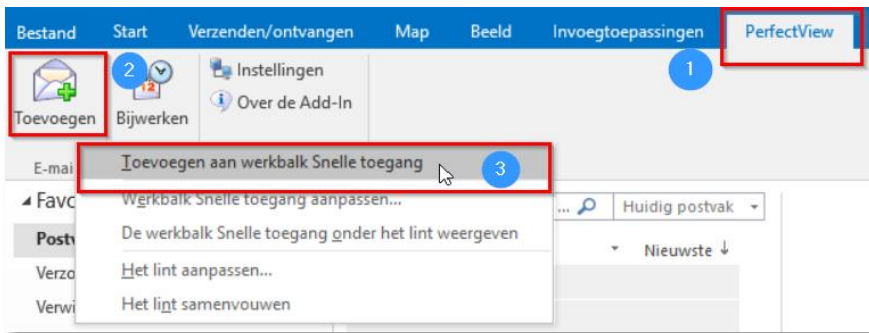 Bestand Start Verzenden/ontvangen Map Beeld Invoegtoepassingen PerfectView
1
2
12
Instellingen
Over de Add-In
Toevoegen Bijwerken
E-mai
Toevoegen aan werkbalk Snelle toegang
3
Favo
Werkbalk Snelle toegang aanpassen...
... Huidig postvak
De werkbalk Snelle toegang onder het lint weergeven
Nieuwste ↓
Verzo
Het lint aanpassen...
Verwi
Het lint samenvouwen